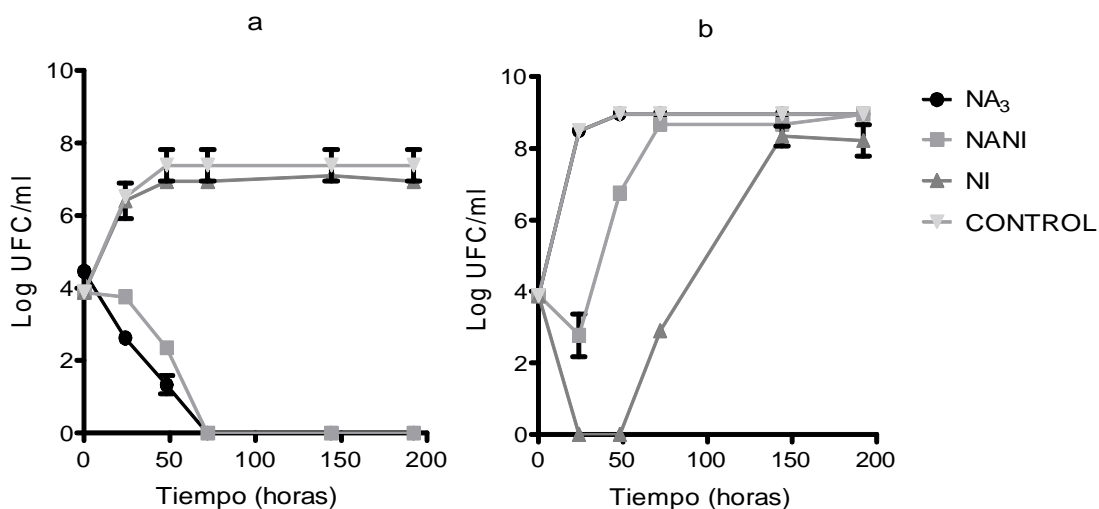 a
10
8
6
4
2
0
Log UFC/ml
0 50 100 150 200
Tiempo (horas)
b
10
8
6
4
2
0
Log UFC/ml
0 50 100 150 200
Tiempo (horas)
NA₃
NANI
NI
CONTROL